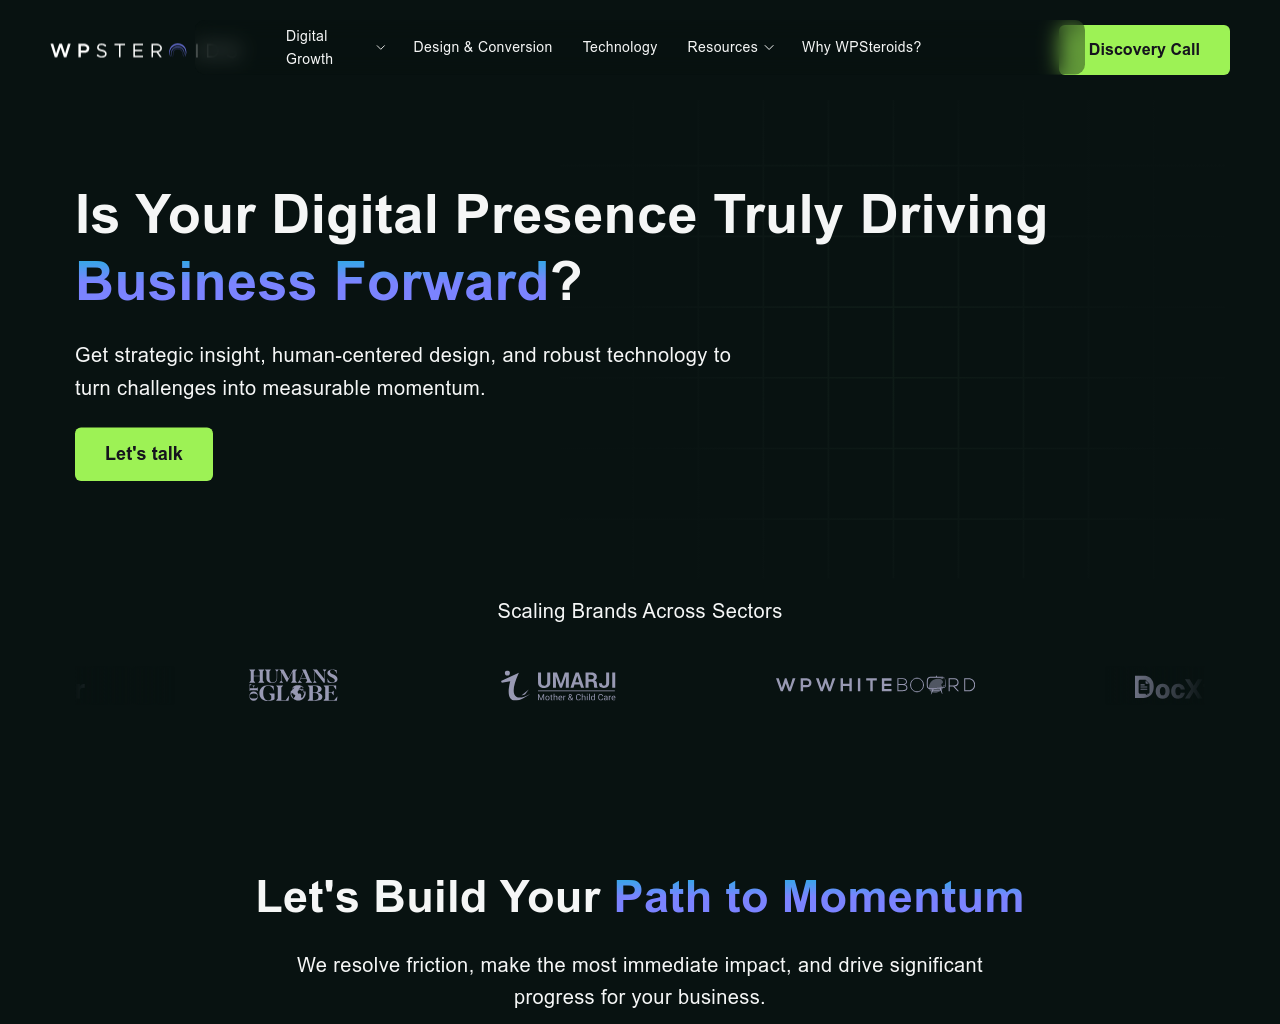 WPSTEROID
Digital Growth
Design & Conversion
Technology
Resources
Why WPSteroids?
Discovery Call
Is Your Digital Presence Truly Driving
Business Forward?
Get strategic insight, human-centered design, and robust technology to
turn challenges into measurable momentum.
Let's talk
Scaling Brands Across Sectors
HUMANS
OF GLOBE
UMARJI
Mother & Child Care
WPWHITEBOARD
DocX
Let's Build Your Path to Momentum
We resolve friction, make the most immediate impact, and drive significant
progress for your business.